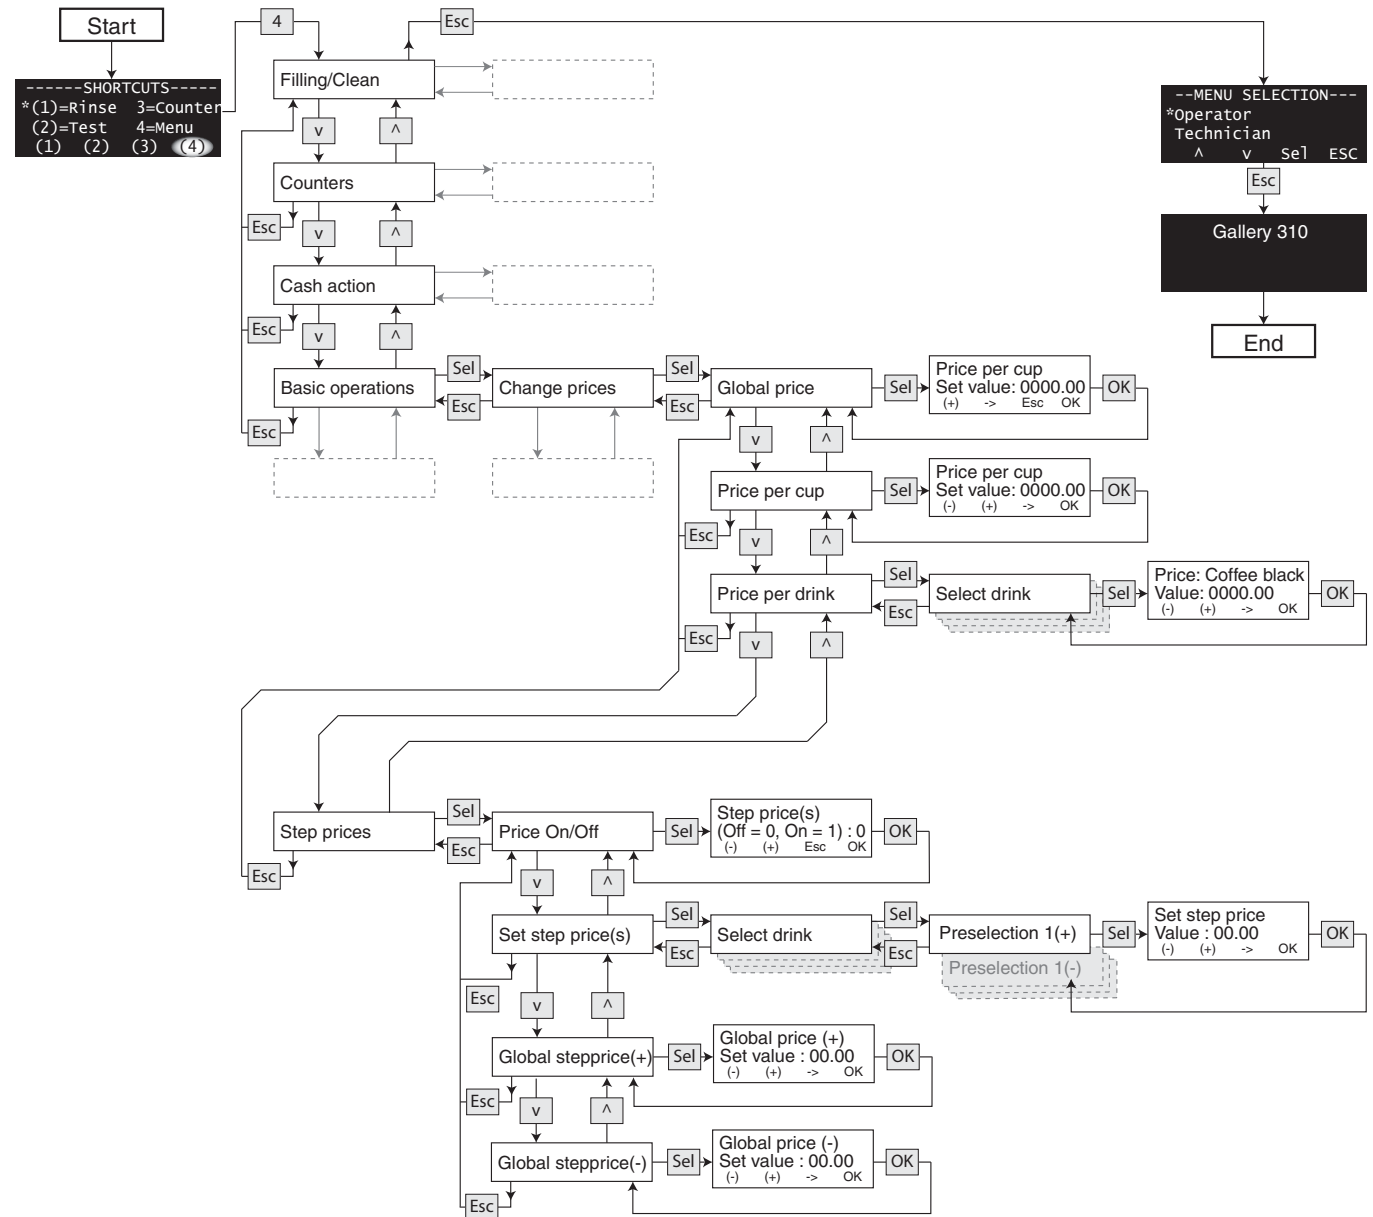 Start
4
Esc
------SHORTCUTS-----
*(1)=Rinse 3=Counter
(2)=Test 4=Menu
(1) (2) (3) (4)
Filling/Clean
v
^
Counters
Esc
v
^
Cash action
Esc
v
^
--MENU SELECTION---
*Operator
Technician
^ v Sel ESC
Esc
Gallery 310
End
Basic operations
Sel
Esc
Change prices
Sel
Esc
Global price
Sel
Price per cup
Set value: 0000.00
(+) -> Esc OK
OK
Esc
v
^
Price per cup
Sel
Price per cup
Set value: 0000.00
(-) (+) -> OK
OK
Esc
v
^
Price per drink
Sel
Esc
Select drink
Sel
Price: Coffee black
Value: 0000.00
(-) (+) -> OK
OK
Esc
v
^
Step prices
Sel
Esc
Price On/Off
Sel
Step price(s)
(Off = 0, On = 1) : 0
(-) (+) Esc OK
OK
Esc
v
^
Set step price(s)
Sel
Esc
Select drink
Sel
Esc
Preselection 1(+)
Preselection 1(-)
Sel
Set step price
Value : 00.00
(-) (+) -> OK
OK
Esc
v
^
Global stepprice(+)
Sel
Global price (+)
Set value : 00.00
(-) (+) -> OK
OK
Esc
v
^
Global stepprice(-)
Sel
Global price (-)
Set value : 00.00
(-) (+) -> OK
OK
Esc